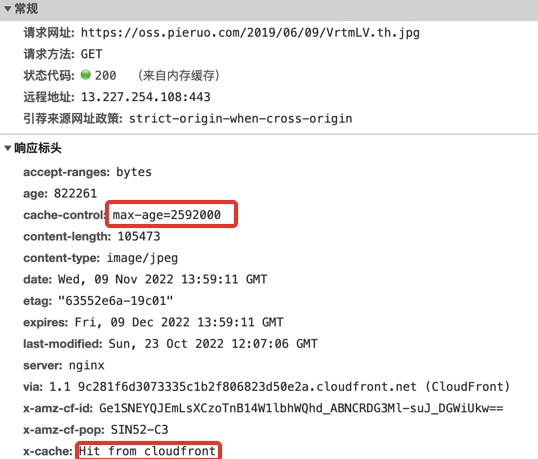 常规
请求网址: https://oss.pieruo.com/2019/06/09/VrtmLV.th.jpg
请求方法: GET
状态代码: 200 (来自内存缓存)
远程地址: 13.227.254.108:443
引荐来源网址政策: strict-origin-when-cross-origin
响应标头
accept-ranges: bytes
age: 822261
cache-control: max-age=2592000
content-length: 105473
content-type: image/jpeg
date: Wed, 09 Nov 2022 13:59:11 GMT
etag: "63552e6a-19c01"
expires: Fri, 09 Dec 2022 13:59:11 GMT
last-modified: Sun, 23 Oct 2022 12:07:06 GMT
server: nginx
via: 1.1 9c281f6d3073335c1b2f806823d50e2a.cloudfront.net (CloudFront)
x-amz-cf-id: Ge1SNEYQJEmLsXCzoTnB14W1lbhWQhd_ABNCRDG3Ml-suJ_DGWiUkw==
x-amz-cf-pop: SIN52-C3
x-cache: Hit from cloudfront